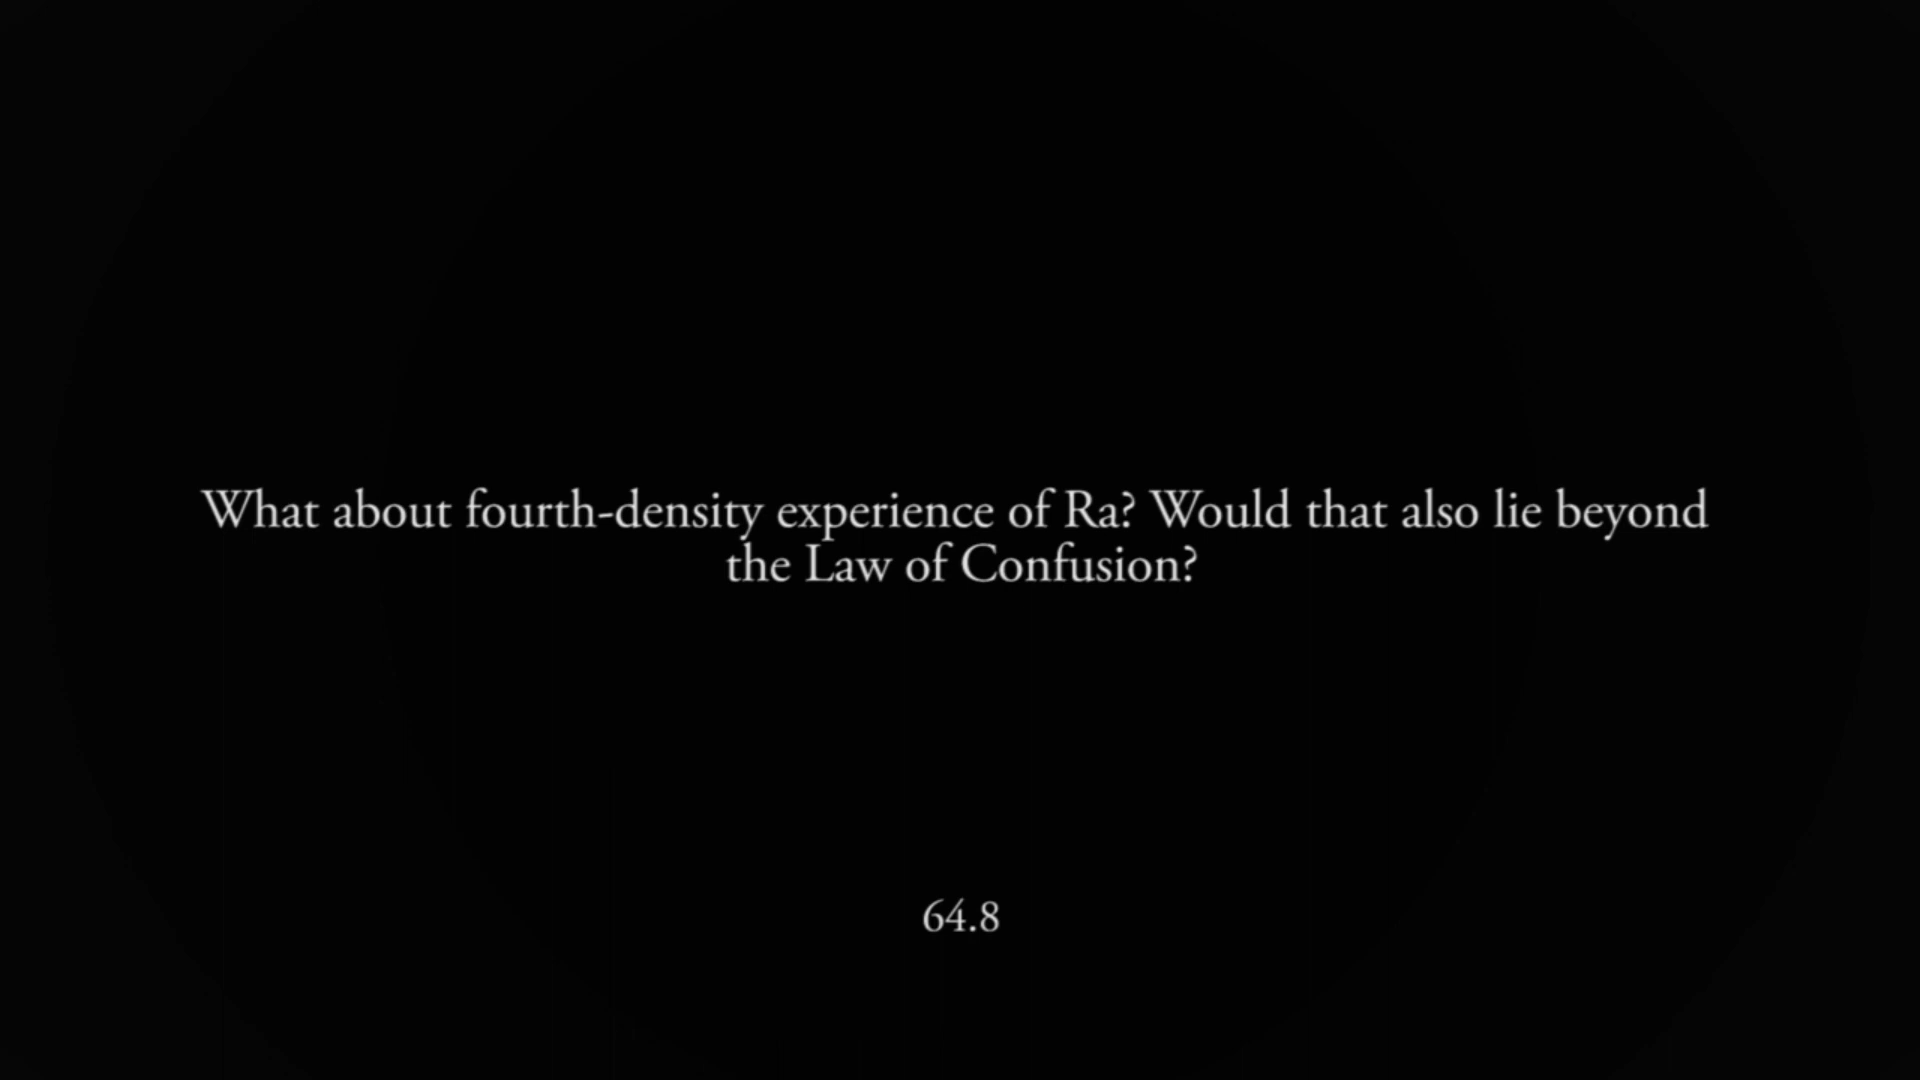 What about fourth-density experience of Ra? Would that also lie beyond
the Law of Confusion?
64.8